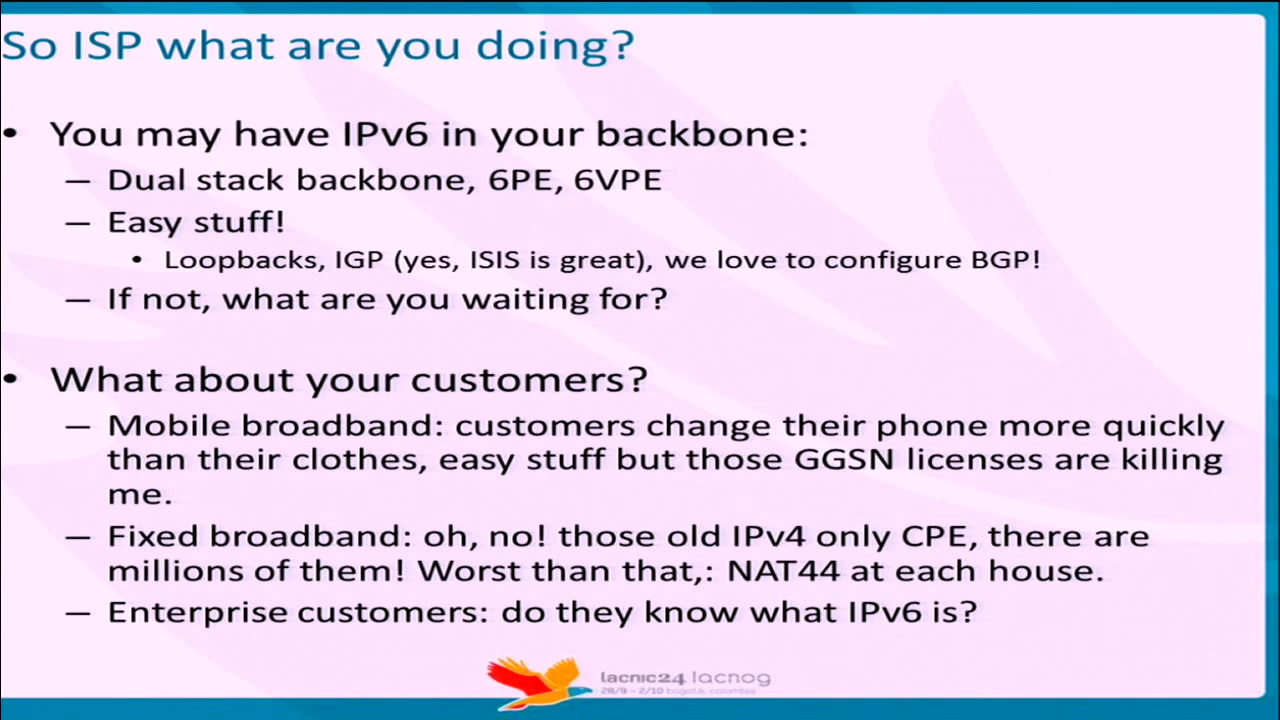 So ISP what are you doing?
• You may have IPv6 in your backbone:
– Dual stack backbone, 6PE, 6VPE
– Easy stuff!
• Loopbacks, IGP (yes, ISIS is great), we love to configure BGP!
– If not, what are you waiting for?
• What about your customers?
– Mobile broadband: customers change their phone more quickly
than their clothes, easy stuff but those GGSN licenses are killing
me.
– Fixed broadband: oh, no! those old IPv4 only CPE, there are
millions of them! Worst than that,: NAT44 at each house.
– Enterprise customers: do they know what IPv6 is?
lacnic24 lacnog
28/9 – 2/10 bogotá, colombia